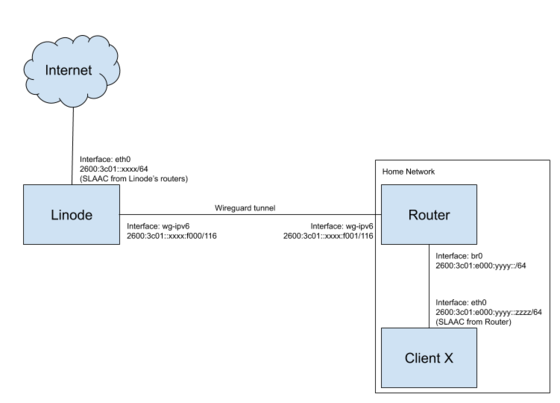 Internet
Interface: eth0
2600:3c01::xxxx/64
(SLAAC from Linode's routers)
Home Network
Linode
Wireguard tunnel
Router
Interface: wg-ipv6
2600:3c01::xxxx:f000/116
Interface: wg-ipv6
2600:3c01::xxxx:f001/116
Interface: br0
2600:3c01:e000:yyyy::/64
Interface: eth0
2600:3c01:e000:yyyy::zzzz/64
(SLAAC from Router)
Client X